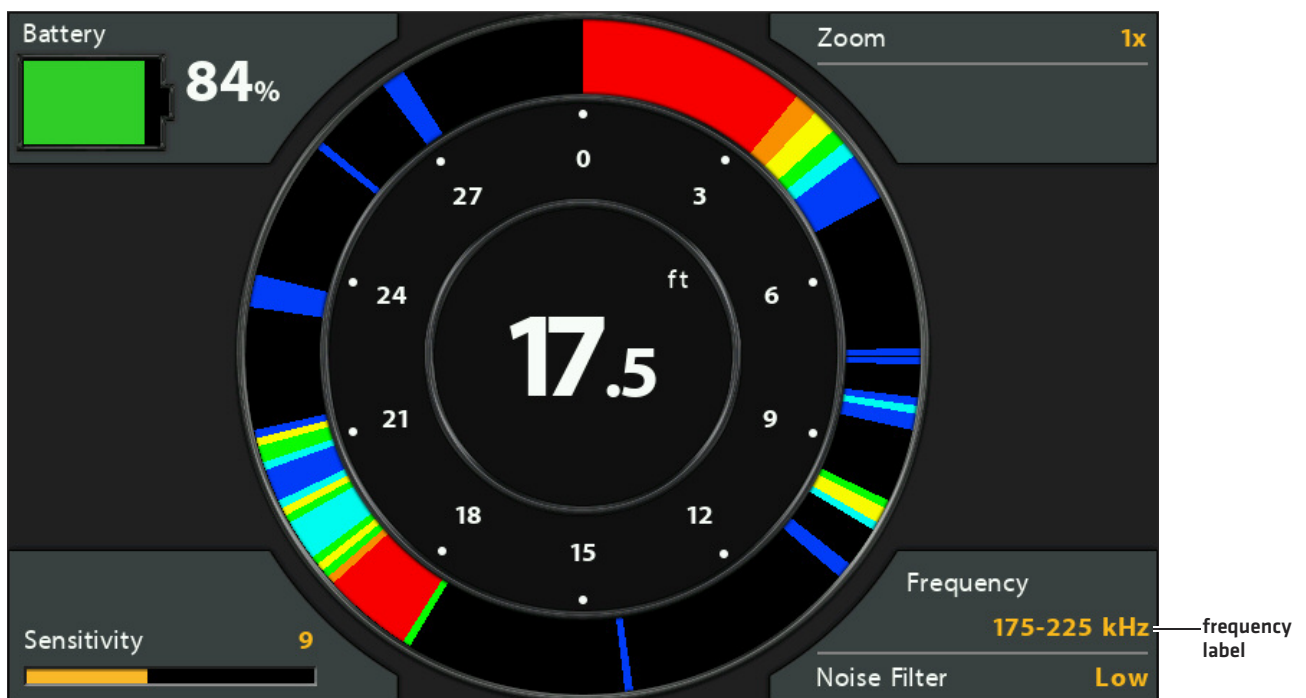 Battery
84%
Zoom 1x
0
3
6
9
12
15
18
21
24
27
ft
17.5
Sensitivity 9
Frequency
175-225 kHz
Noise Filter Low
frequency
label